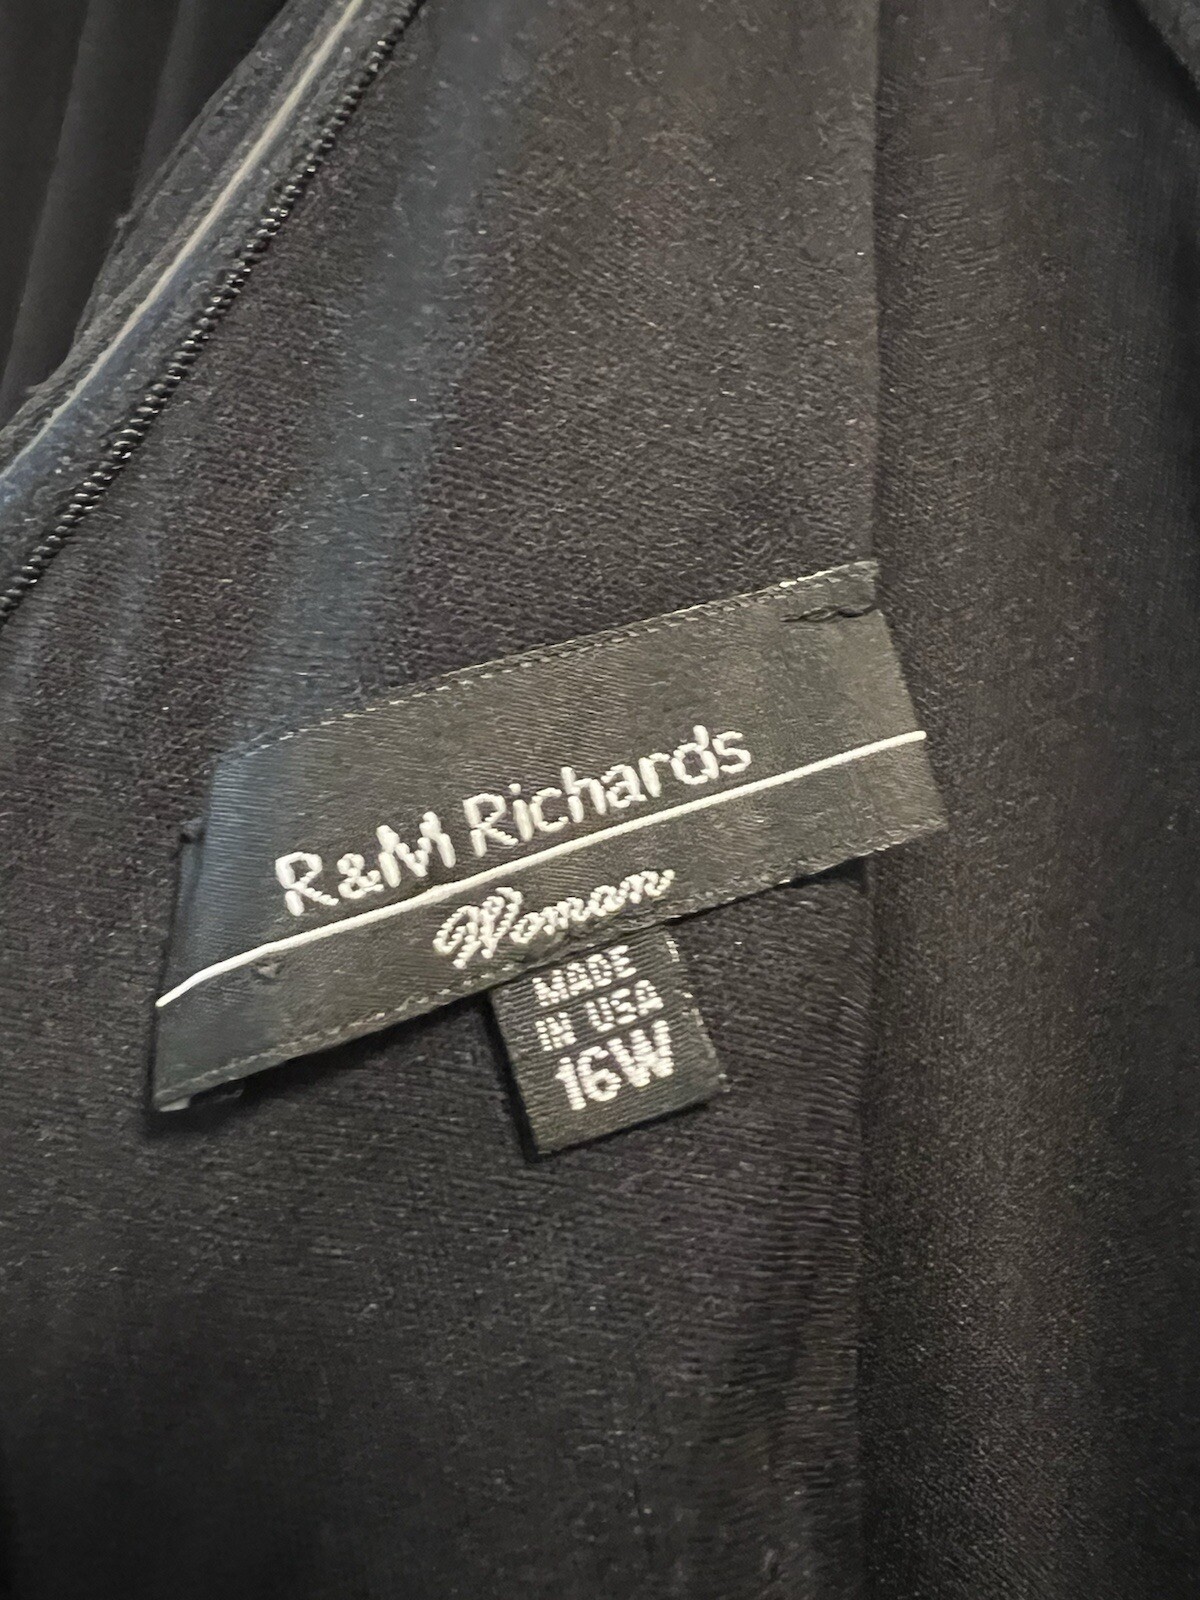 R&M Richards
Woman
MADE
IN USA
16W